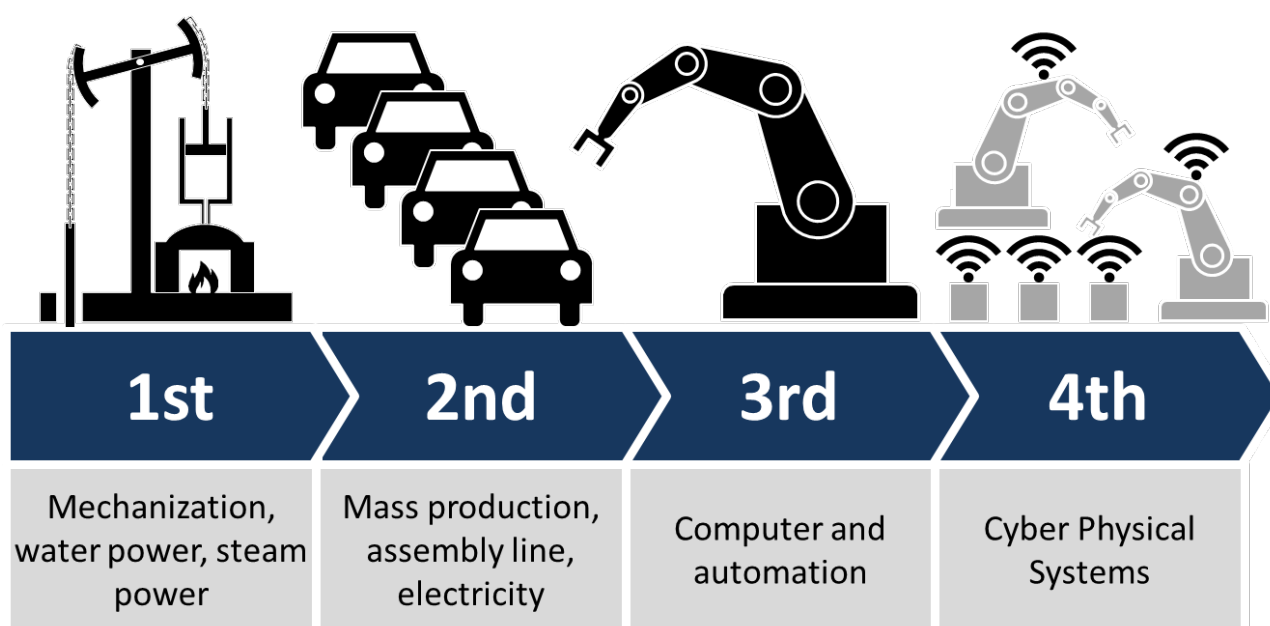 1st
2nd
3rd
4th
Mechanization,
water power, steam
power
Mass production,
assembly line,
electricity
Computer and
automation
Cyber Physical
Systems